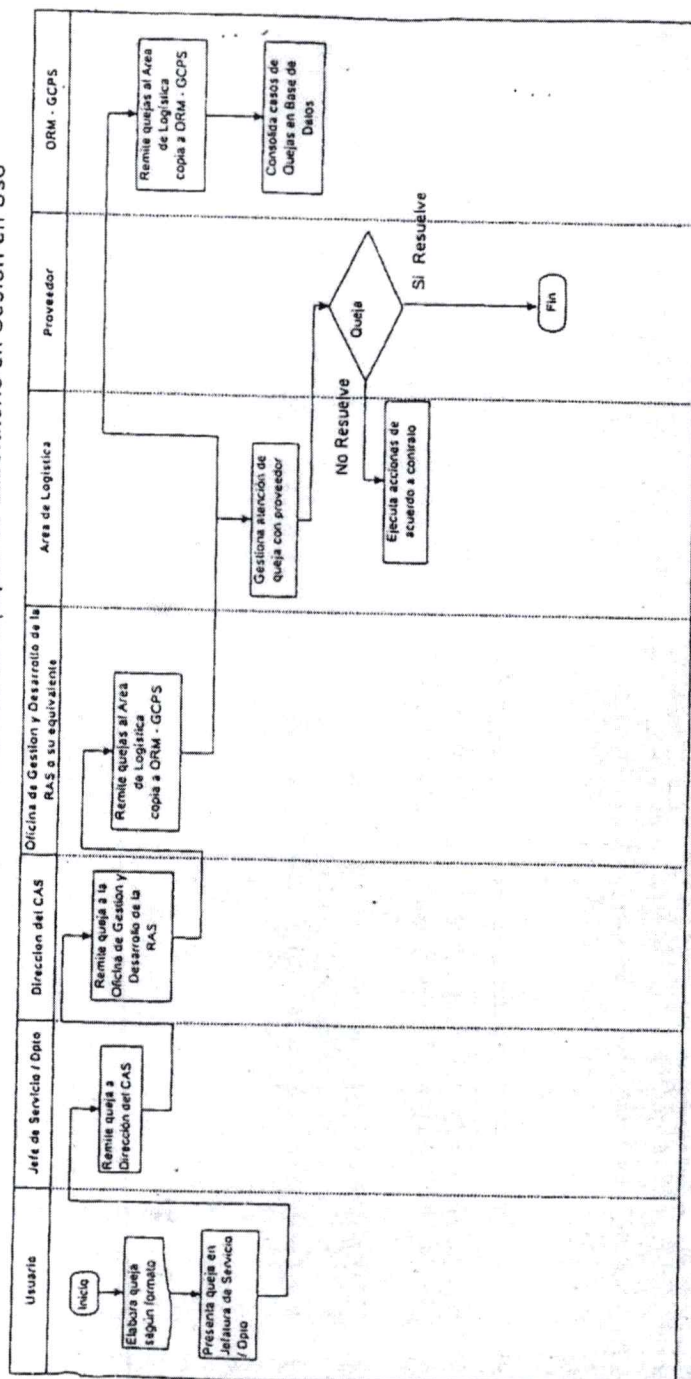 Usuario
Jefe de Servicio / Dpto
Direccion del CAS
Oficina de Gestion y Desarrollo de la
RAS o su equivalente
Area de Logistica
Proveedor
ORM - GCPS
Inicio
Elabora queja
según formato
Presenta queja en
Jefatura de Servicio
/ Dpto
Remite queja a
Dirección del CAS
Remite queja a la
Oficina de Gestion y
Desarrollo de la
RAS
Remite quejas al Area
de Logistica
copia a ORM - GCPS
Gestiona atención de
queja con proveedor
No Resuelve
Ejecuta acciones de
acuerdo a contrato
Queja
Si Resuelve
Fin
Remite quejas al Area
de Logistica
copia a ORM - GCPS
Consolida casos de
Quejas en Base de
Datos